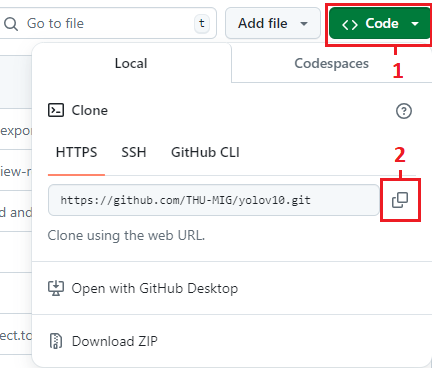 Go to file t Add file <> Code
1
Local Codespaces
expor
Clone ?
2
HTTPS SSH GitHub CLI
iew-r
https://github.com/THU-MIG/yolov10.git
d and
Clone using the web URL.
Open with GitHub Desktop
ect.to
Download ZIP